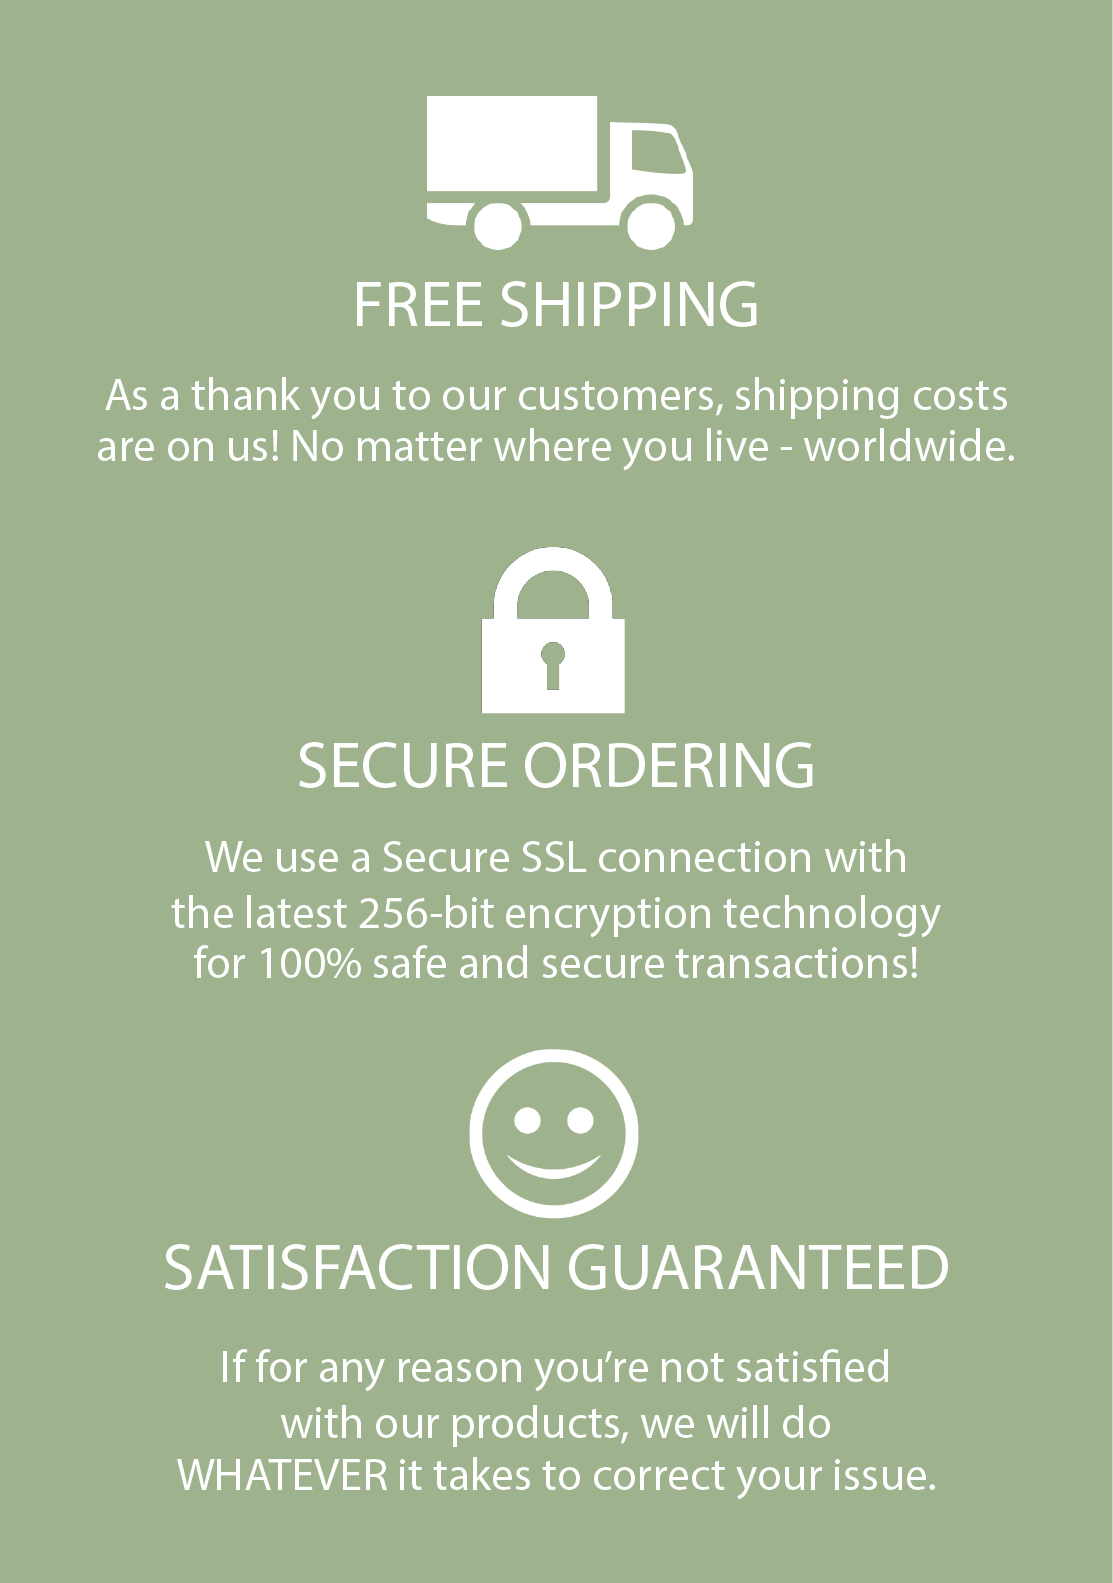 FREE SHIPPING
As a thank you to our customers, shipping costs
are on us! No matter where you live - worldwide.
SECURE ORDERING
We use a Secure SSL connection with
the latest 256-bit encryption technology
for 100% safe and secure transactions!
SATISFACTION GUARANTEED
If for any reason you’re not satisfied
with our products, we will do
WHATEVER it takes to correct your issue.